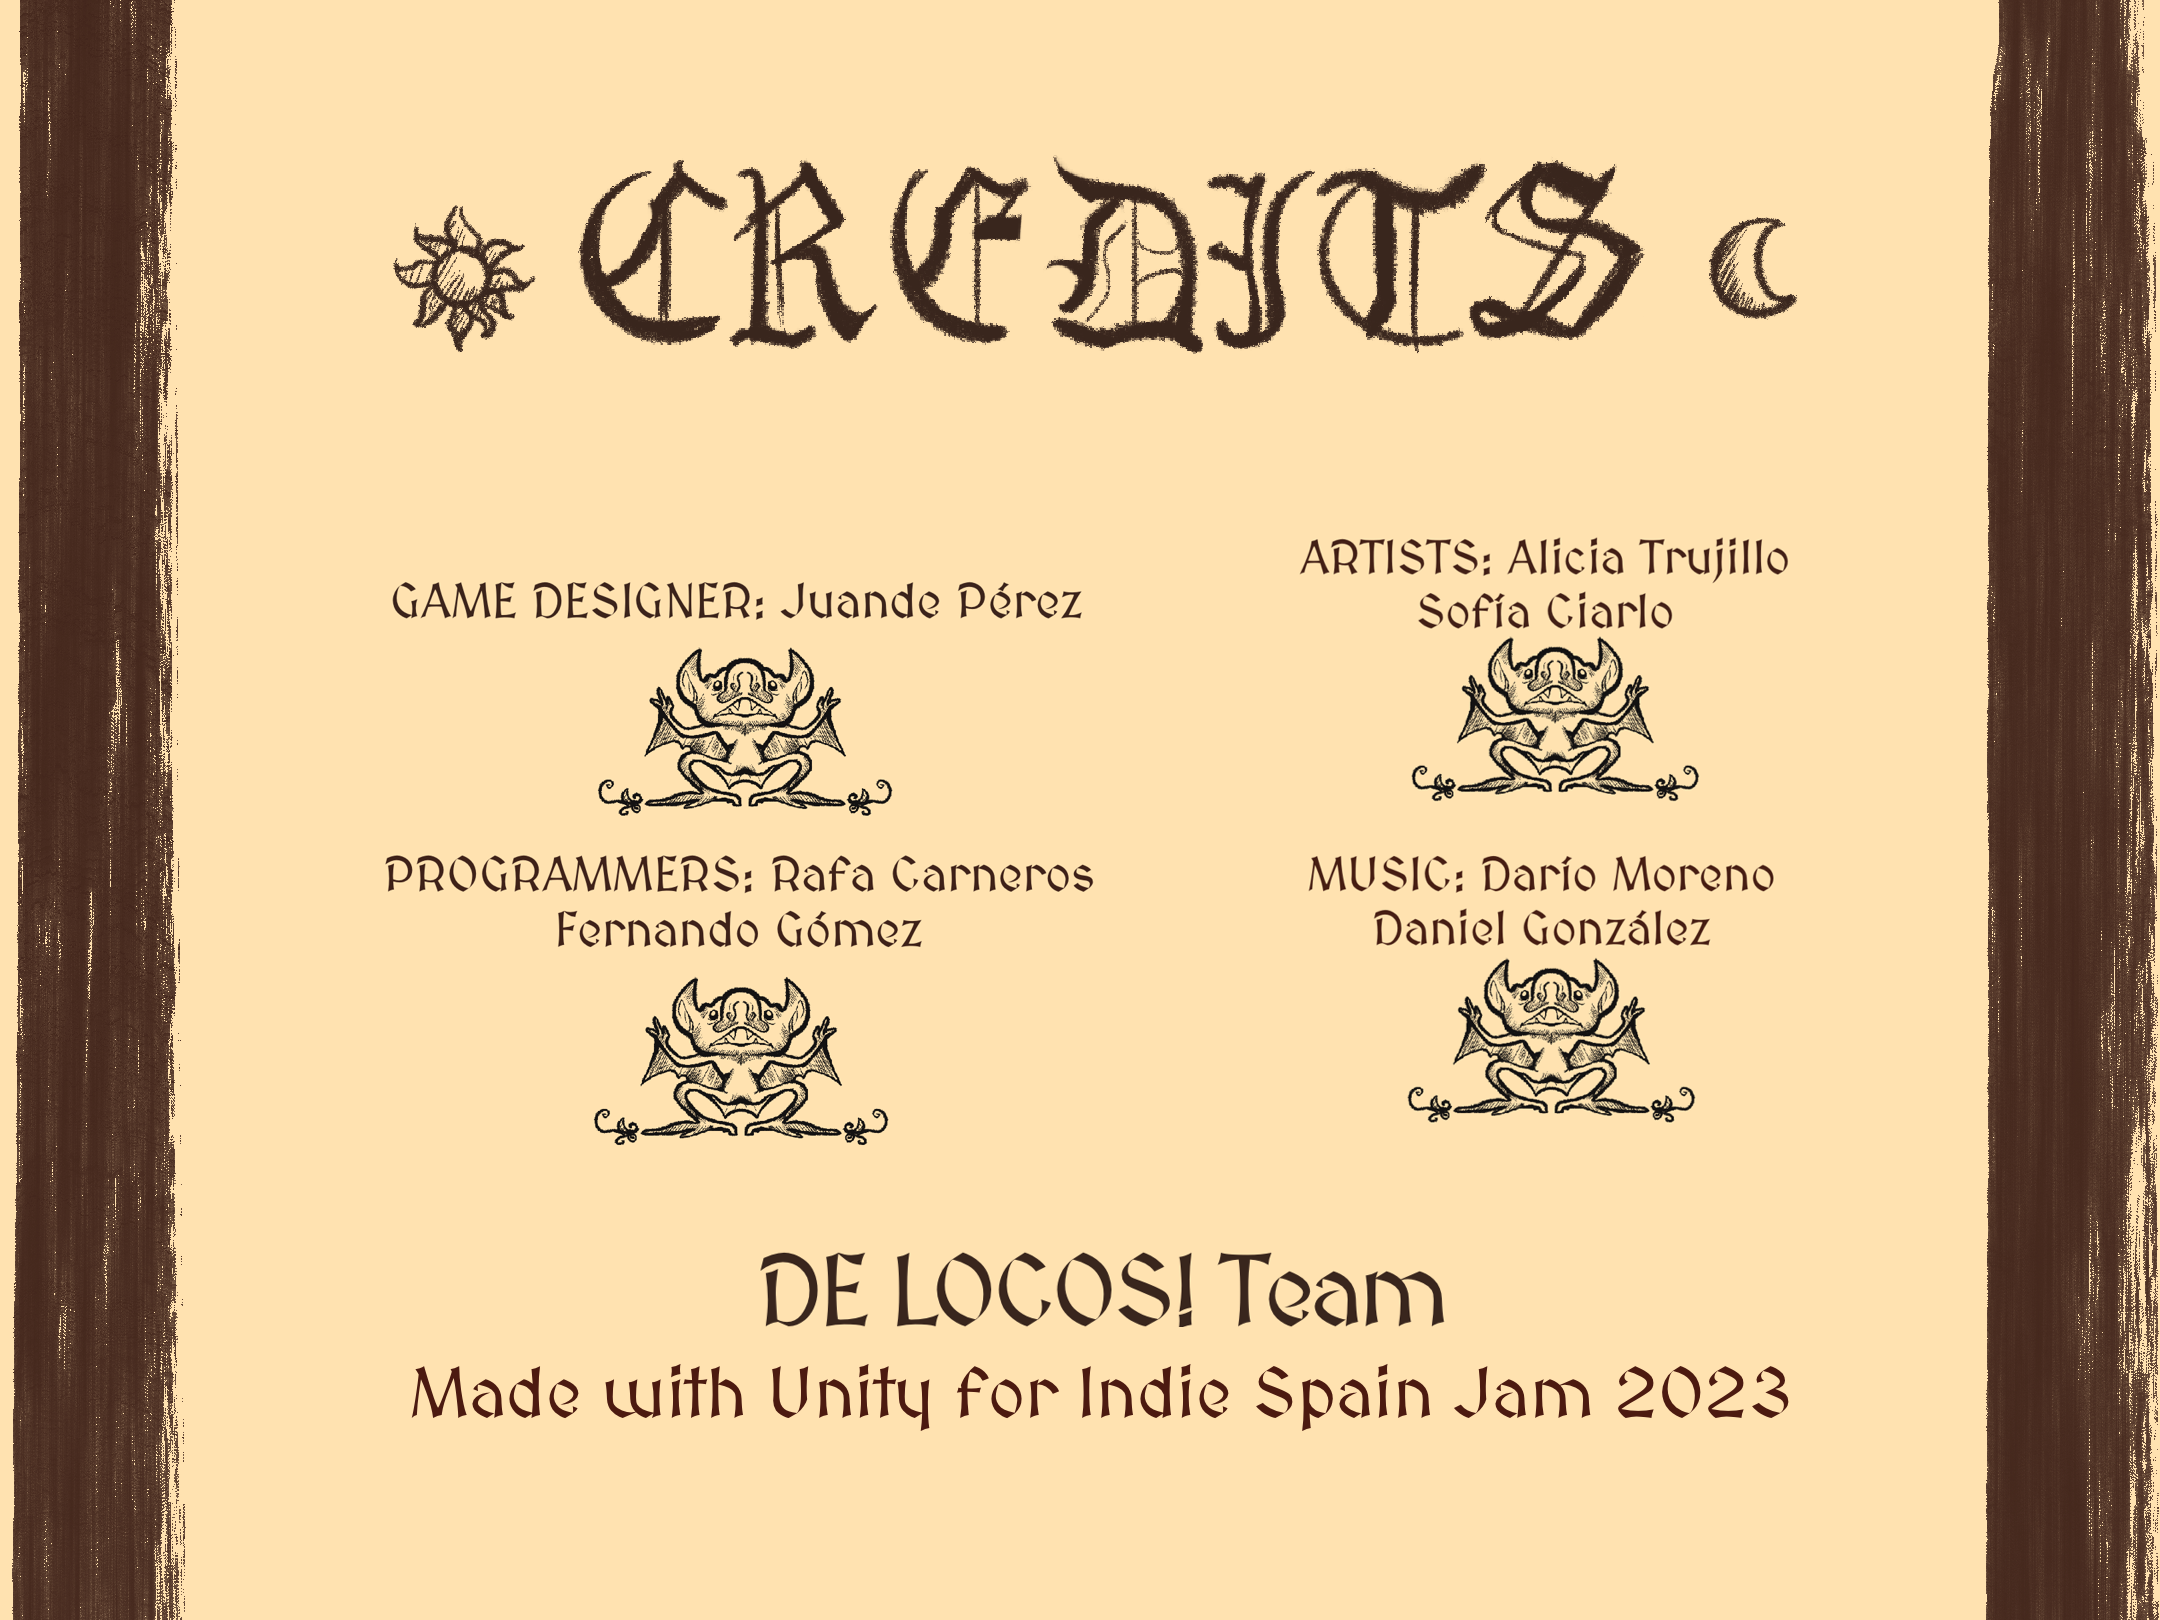 CREDITS
GAME DESIGNER: Juande Pérez
ARTISTS: Alicia Trujillo
Sofía Ciarlo
PROGRAMMERS: Rafa Carneros
Fernando Gómez
MUSIC: Darío Moreno
Daniel González
DE LOCOS! Team
Made with Unity for Indie Spain Jam 2023